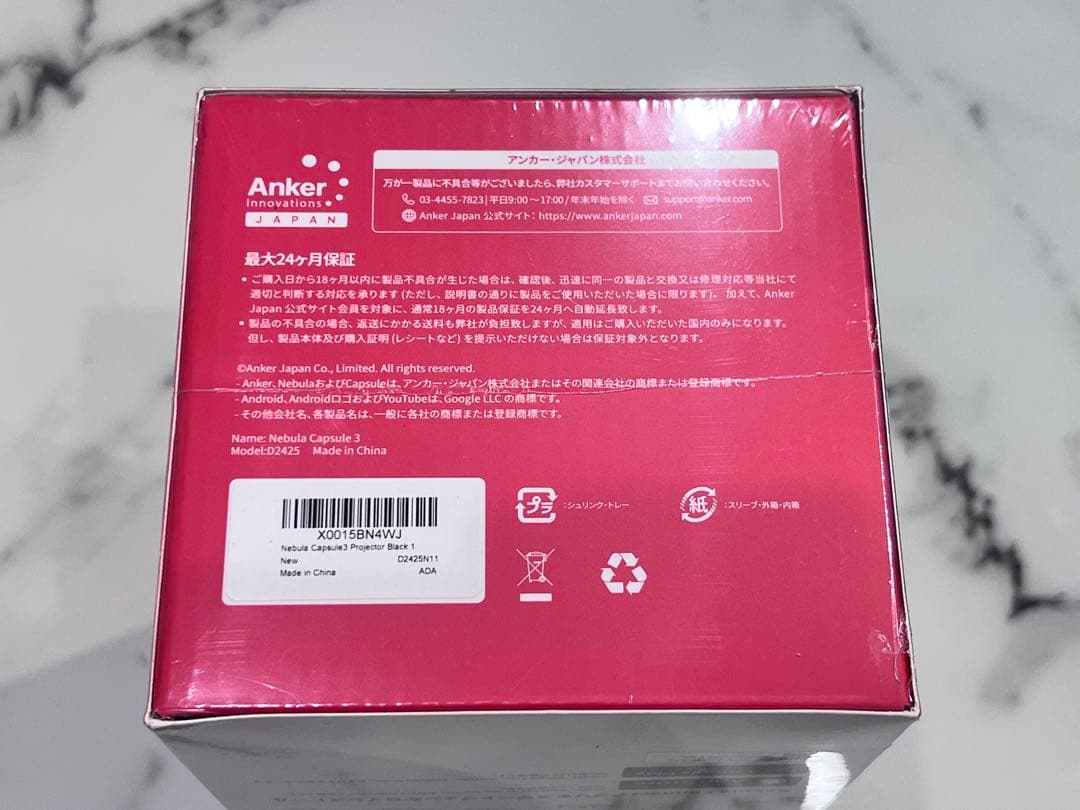 Anker
Innovations
JAPAN
アンカー・ジャパン株式会社
万が一製品に不具合等がございましたら、弊社カスタマーサポートまでお問い合わせください。
03-4455-7823 | 平日9:00〜17:00/年末年始を除く support@anker.com
Anker Japan 公式サイト: https://www.ankerjapan.com
最大24ヶ月保証
• ご購入日から18ヶ月以内に製品不具合が生じた場合は、確認後、迅速に同一の製品と交換又は修理対応等当社にて
適切と判断する対応を承ります (ただし、説明書の通りに製品をご使用いただいた場合に限ります)。加えて、Anker
Japan 公式サイト会員を対象に、通常18ヶ月の製品保証を24ヶ月へ自動延長致します。
• 製品の不具合の場合、返送にかかる送料も弊社が負担致しますが、適用はご購入いただいた国内のみになります。
但し、製品本体及び購入証明 (レシートなど) を提示いただけない場合は保証対象外となります。
©Anker Japan Co., Limited. All rights reserved.
- Anker、NebulaおよびCapsuleは、アンカー・ジャパン株式会社またはその関連会社の商標または登録商標です。
- Android、AndroidロゴおよびYouTubeは、Google LLC の商標です。
- その他会社名、各製品名は、一般に各社の商標または登録商標です。
Name: Nebula Capsule 3
Model:D2425 Made in China
X0015BN4WJ
Nebula Capsule3 Projector Black 1
New D2425N11
Made in China ADA
プラ :シュリンク・トレー
紙 :スリーブ・外箱・内箱